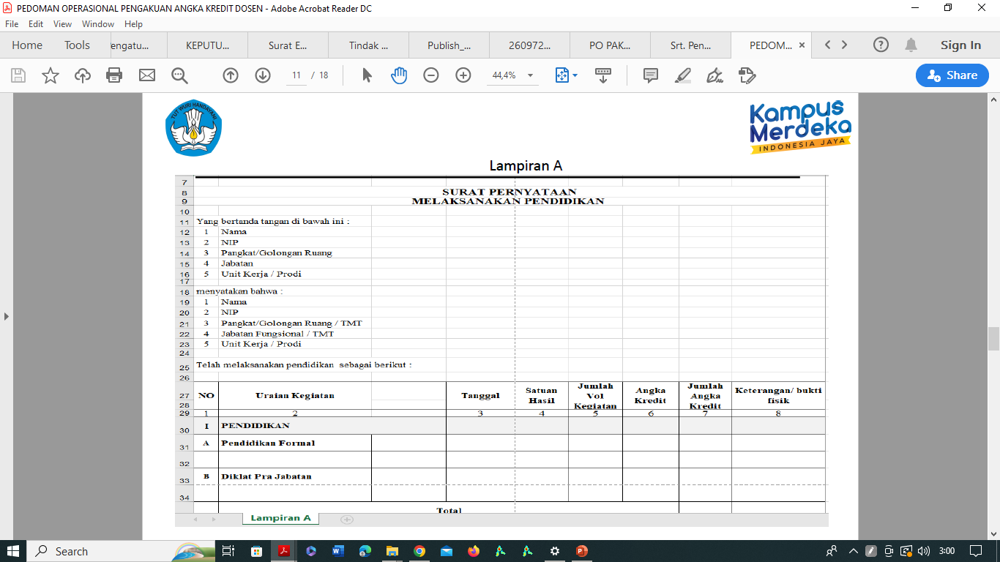 PEDOMAN OPERASIONAL PENGAKUAN ANGKA KREDIT DOSEN - Adobe Acrobat Reader DC
File Edit View Window Help
Home Tools engatu... KEPUTU... Surat E... Tindak ... Publish_... 260972... PO PAK... Srt. Pen... PEDOM... Sign In
11 / 18 44,4% Share
TUT WURI HANDAYANI
Kampus
Merdeka
INDONESIA JAYA
Lampiran A
7
8 SURAT PERNYATAAN
9 MELAKSANAKAN PENDIDIKAN
10
11 Yang bertanda tangan di bawah ini :
12 1 Nama
13 2 NIP
14 3 Pangkat/Golongan Ruang
15 4 Jabatan
16 5 Unit Kerja / Prodi
17
18 menyatakan bahwa :
19 1 Nama
20 2 NIP
21 3 Pangkat/Golongan Ruang / TMT
22 4 Jabatan Fungsional / TMT
23 5 Unit Kerja / Prodi
24
25 Telah melaksanakan pendidikan sebagai berikut :
26
27 NO Uraian Kegiatan Tanggal Satuan Hasil Jumlah Vol Kegiatan Angka Kredit Jumlah Angka Kredit Keterangan/ bukti fisik
28
29 1 2 3 4 5 6 7 8
30 I PENDIDIKAN
31 A Pendidikan Formal
32
33 B Diklat Pra Jabatan
34
Total
Lampiran A
Search 3:00